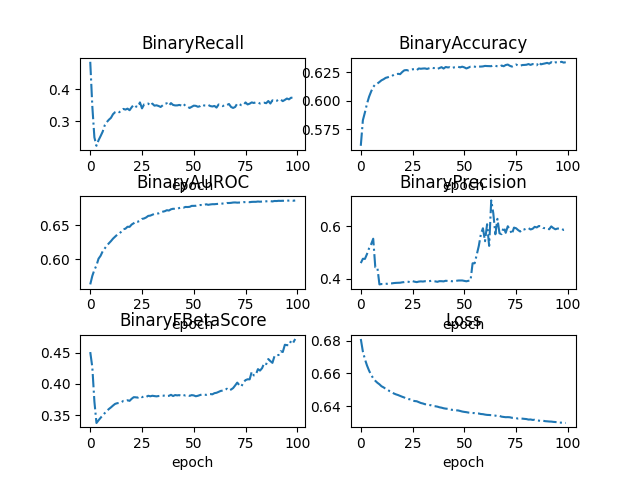 BinaryRecall
0.4
0.3
0 25 50 75 100
epoch
BinaryAccuracy
0.625
0.600
0.575
0 25 50 75 100
epoch
BinaryAUROC
0.65
0.60
0 25 50 75 100
epoch
BinaryPrecision
0.6
0.4
0 25 50 75 100
epoch
BinaryFBetaScore
0.45
0.40
0.35
0 25 50 75 100
epoch
Loss
0.68
0.66
0.64
0 25 50 75 100
epoch